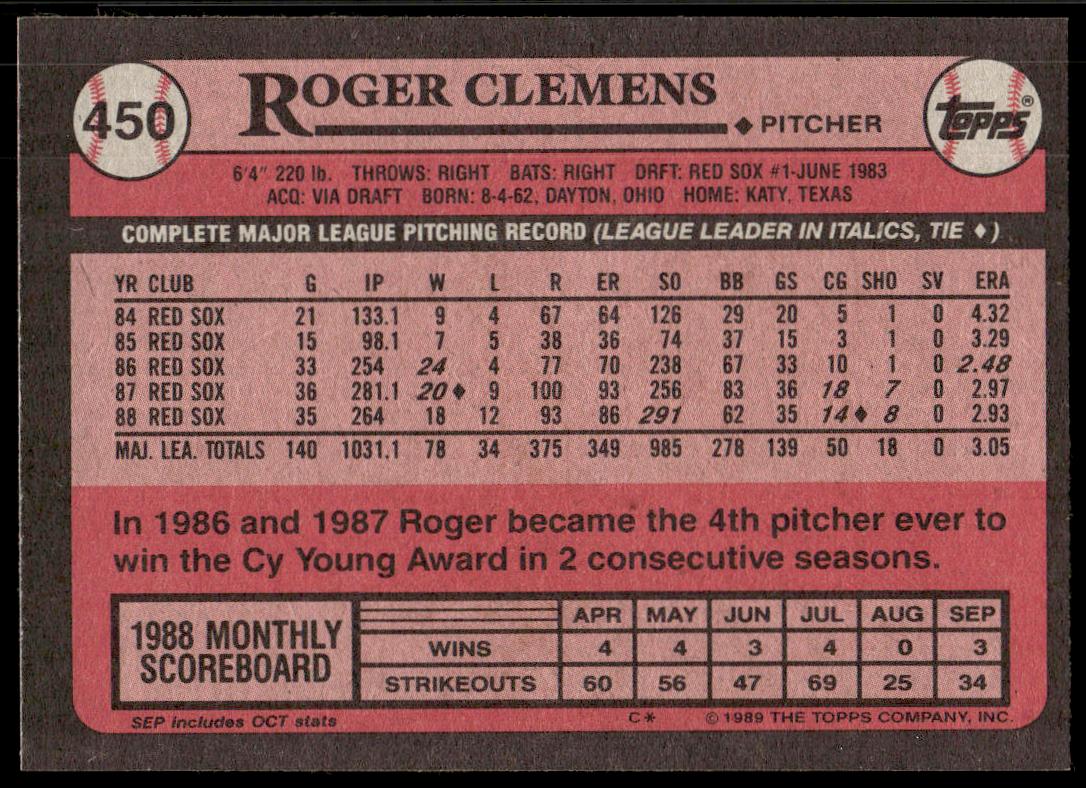 450
ROGER CLEMENS
♦ PITCHER
TOPPS®
6'4" 220 lb. THROWS: RIGHT BATS: RIGHT DRFT: RED SOX #1-JUNE 1983
ACQ: VIA DRAFT BORN: 8-4-62, DAYTON, OHIO HOME: KATY, TEXAS
COMPLETE MAJOR LEAGUE PITCHING RECORD (LEAGUE LEADER IN ITALICS, TIE ♦)
YR CLUB G IP W L R ER SO BB GS CG SHO SV ERA
84 RED SOX 21 133.1 9 4 67 64 126 29 20 5 1 0 4.32
85 RED SOX 15 98.1 7 5 38 36 74 37 15 3 1 0 3.29
86 RED SOX 33 254 24 4 77 70 238 67 33 10 1 0 2.48
87 RED SOX 36 281.1 20♦ 9 100 93 256 83 36 18 7 0 2.97
88 RED SOX 35 264 18 12 93 86 291 62 35 14♦ 8 0 2.93
MAJ. LEA. TOTALS 140 1031.1 78 34 375 349 985 278 139 50 18 0 3.05
In 1986 and 1987 Roger became the 4th pitcher ever to
win the Cy Young Award in 2 consecutive seasons.
1988 MONTHLY
SCOREBOARD
APR MAY JUN JUL AUG SEP
WINS 4 4 3 4 0 3
STRIKEOUTS 60 56 47 69 25 34
SEP includes OCT stats
C* © 1989 THE TOPPS COMPANY, INC.